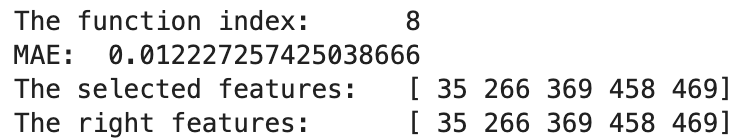 The function index:      8
MAE:  0.012227257425038666
The selected features:   [ 35 266 369 458 469]
The right features:      [ 35 266 369 458 469]